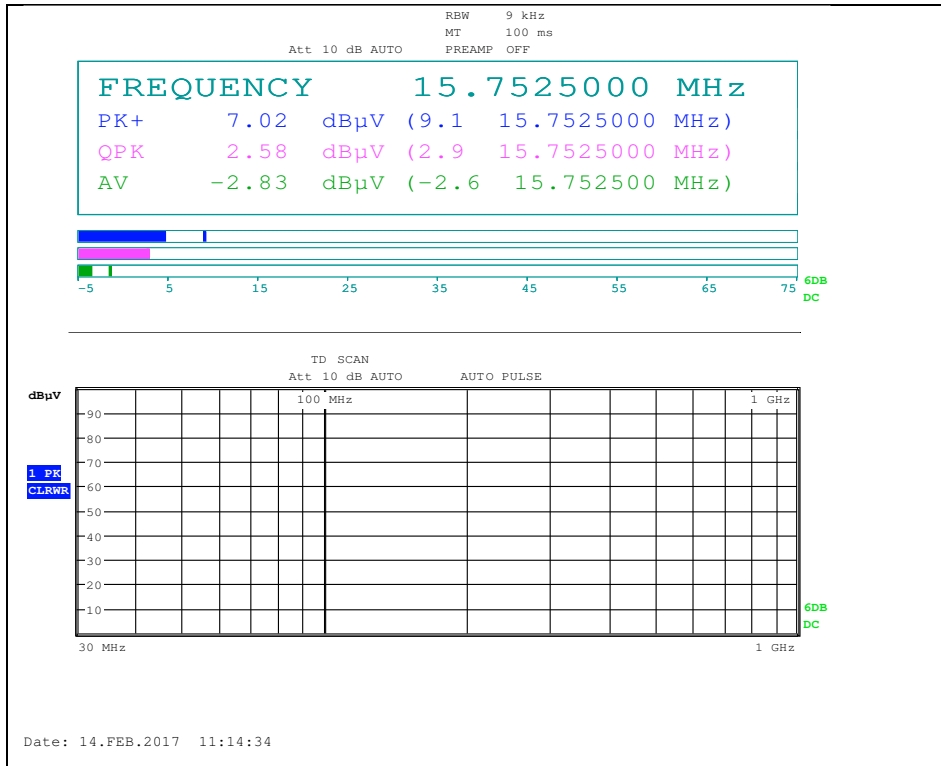 RBW 9 kHz
MT 100 ms
Att 10 dB AUTO PREAMP OFF
FREQUENCY 15.7525000 MHz
PK+ 7.02 dBµV (9.1 15.7525000 MHz)
QPK 2.58 dBµV (2.9 15.7525000 MHz)
AV −2.83 dBµV (−2.6 15.752500 MHz)
−5 5 15 25 35 45 55 65 75
6DB
DC
TD SCAN
Att 10 dB AUTO AUTO PULSE
dBµV
100 MHz 1 GHz
90
80
70
1 PK
CLRWR
60
50
40
30
20
10
6DB
DC
30 MHz 1 GHz
Date: 14.FEB.2017 11:14:34